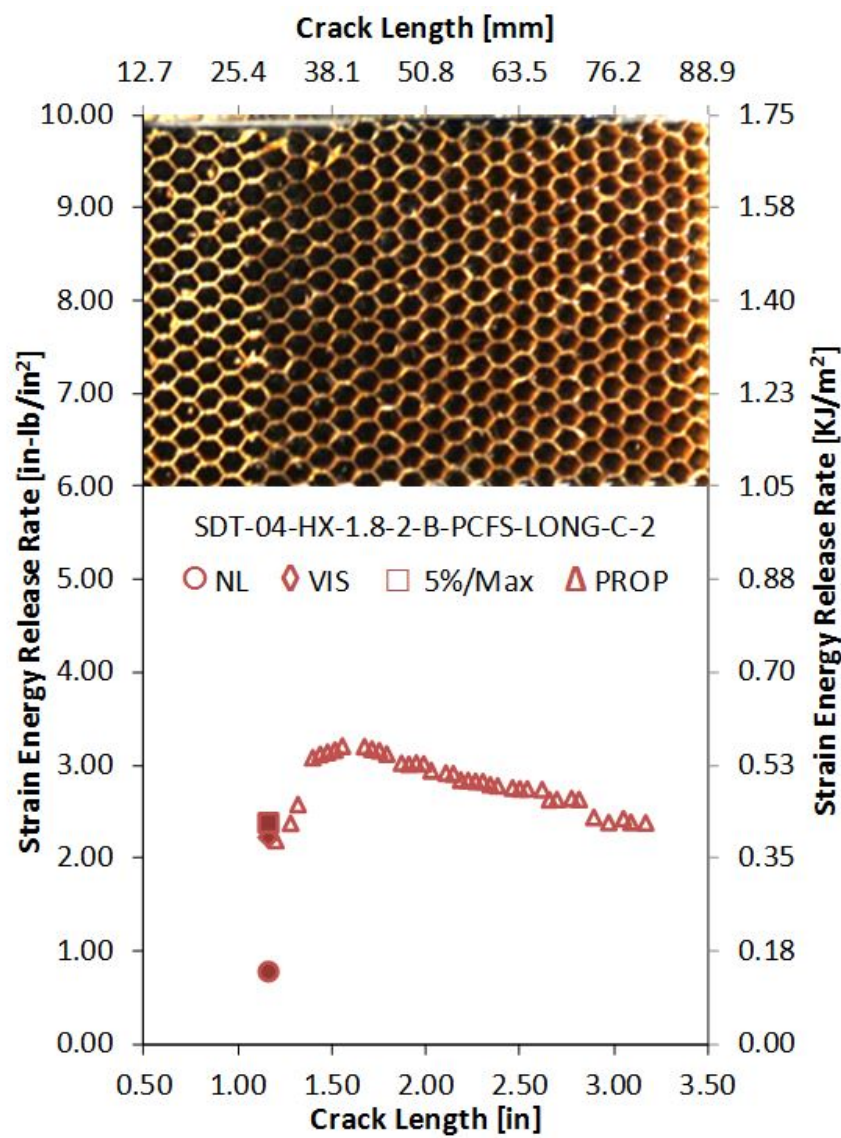 Crack Length [mm]
12.7 25.4 38.1 50.8 63.5 76.2 88.9
Strain Energy Release Rate [in-lb/in²]
10.00
9.00
8.00
7.00
6.00
5.00
4.00
3.00
2.00
1.00
0.00
SDT-04-HX-1.8-2-B-PCFS-LONG-C-2
NL VIS 5%/Max PROP
1.75
1.58
1.40
1.23
1.05
0.88
0.70
0.53
0.35
0.18
0.00
Strain Energy Release Rate [KJ/m²]
0.50 1.00 1.50 2.00 2.50 3.00 3.50
Crack Length [in]